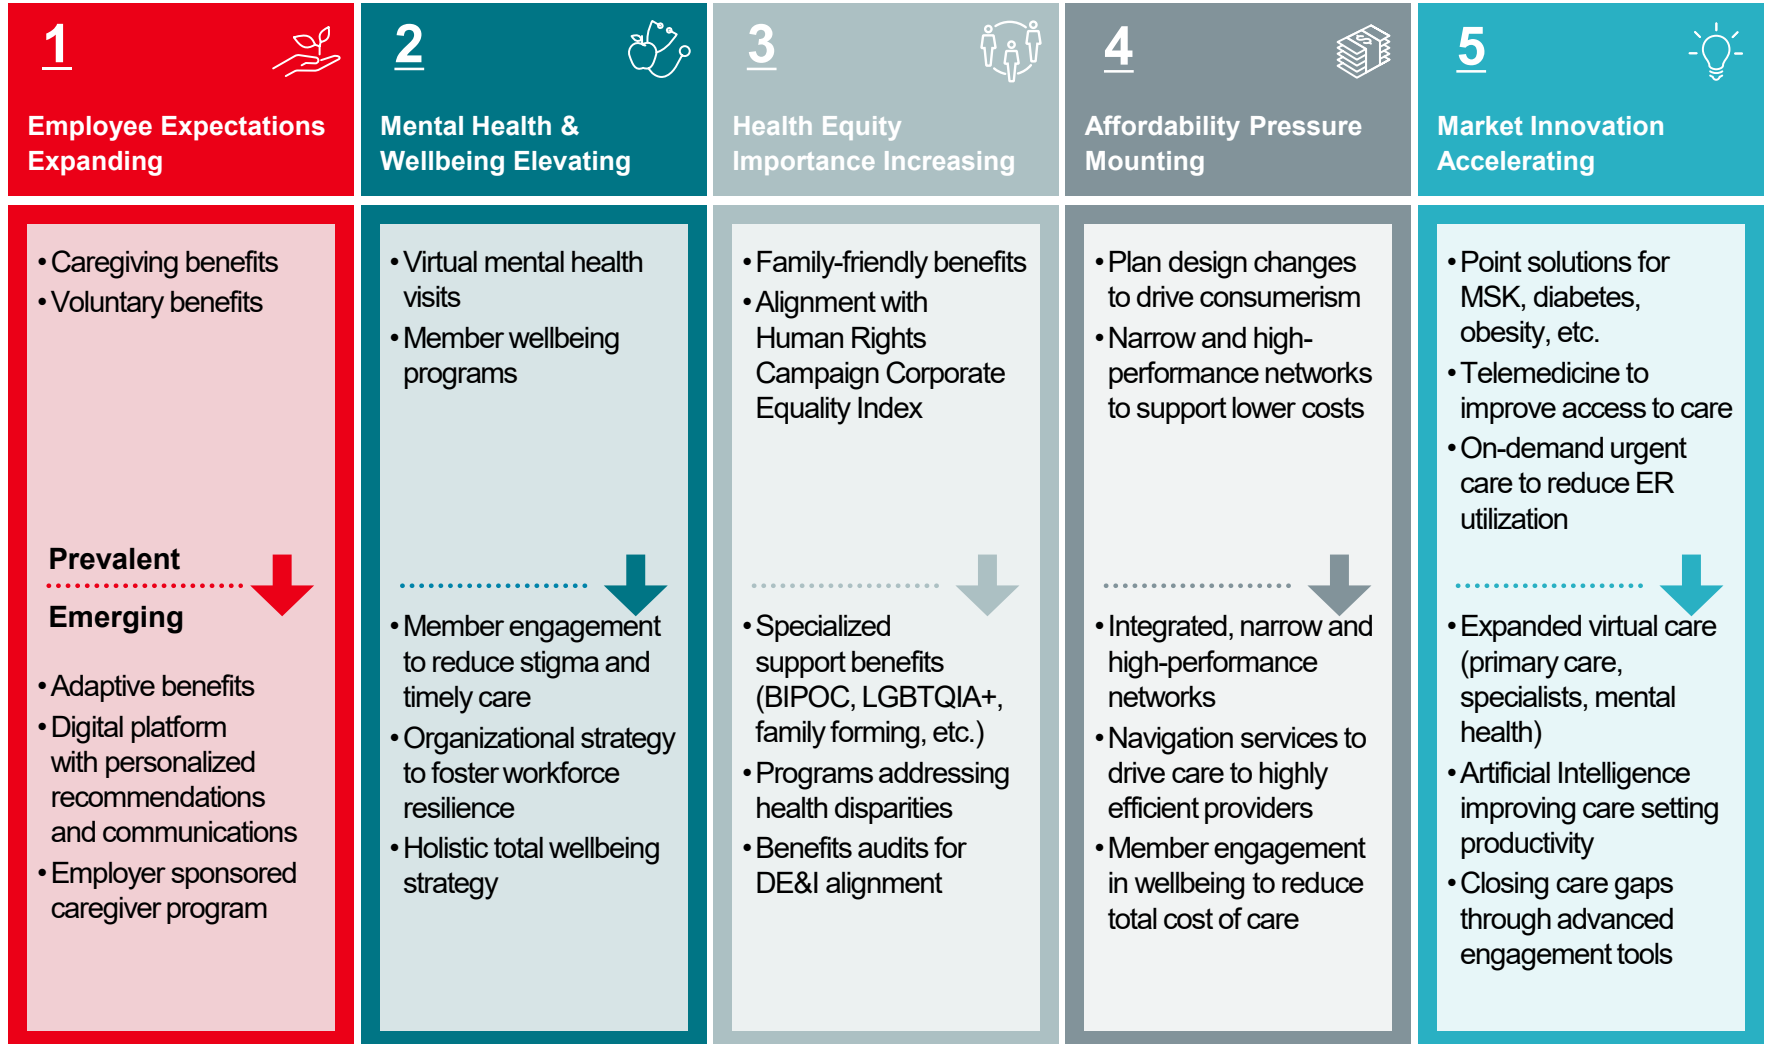 1
Employee Expectations
Expanding
• Caregiving benefits
• Voluntary benefits
Prevalent
Emerging
• Adaptive benefits
• Digital platform
with personalized
recommendations
and communications
• Employer sponsored
caregiver program
2
Mental Health &
Wellbeing Elevating
• Virtual mental health
visits
• Member wellbeing
programs
• Member engagement
to reduce stigma and
timely care
• Organizational strategy
to foster workforce
resilience
• Holistic total wellbeing
strategy
3
Health Equity
Importance Increasing
• Family-friendly benefits
• Alignment with
Human Rights
Campaign Corporate
Equality Index
• Specialized
support benefits
(BIPOC, LGBTQIA+,
family forming, etc.)
• Programs addressing
health disparities
• Benefits audits for
DE&I alignment
4
Affordability Pressure
Mounting
• Plan design changes
to drive consumerism
• Narrow and high-
performance networks
to support lower costs
• Integrated, narrow and
high-performance
networks
• Navigation services to
drive care to highly
efficient providers
• Member engagement
in wellbeing to reduce
total cost of care
5
Market Innovation
Accelerating
• Point solutions for
MSK, diabetes,
obesity, etc.
• Telemedicine to
improve access to care
• On-demand urgent
care to reduce ER
utilization
• Expanded virtual care
(primary care,
specialists, mental
health)
• Artificial Intelligence
improving care setting
productivity
• Closing care gaps
through advanced
engagement tools